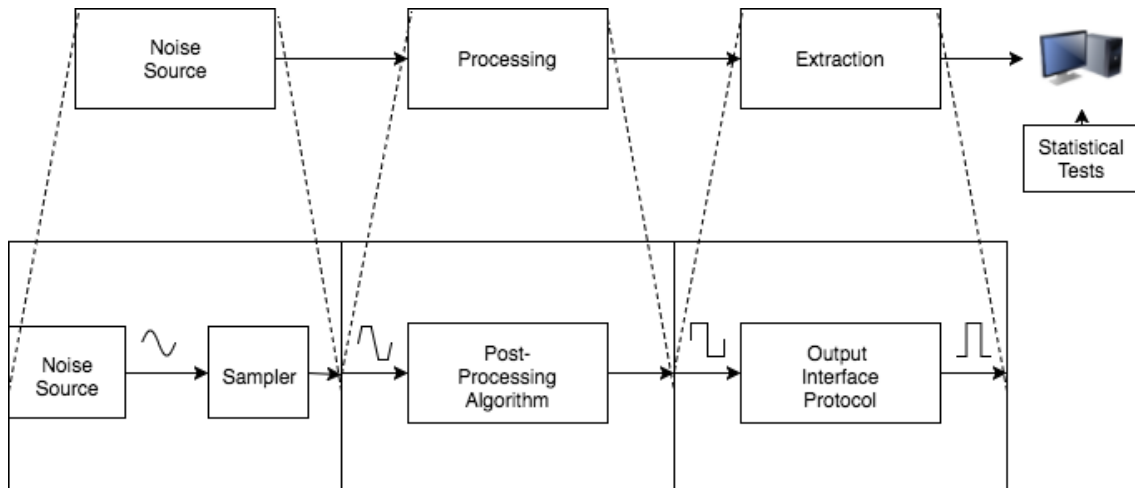 Noise
Source
Processing
Extraction
Statistical
Tests
Noise
Source
Sampler
Post-
Processing
Algorithm
Output
Interface
Protocol